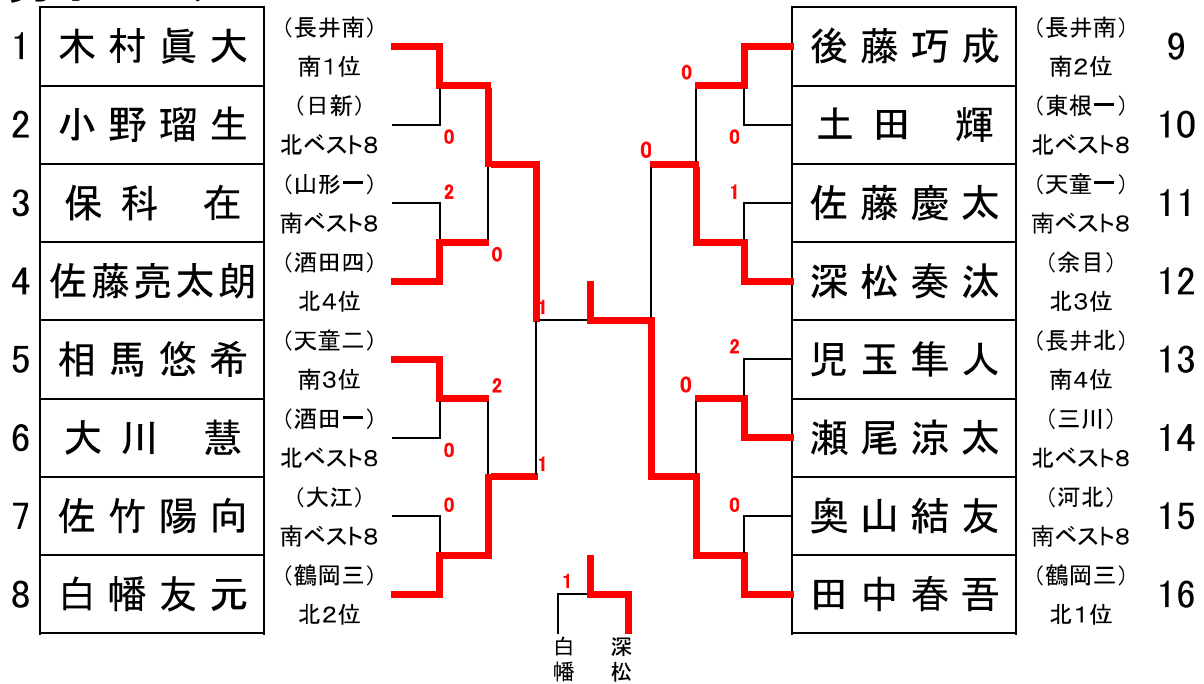 1 木村眞大 (長井南) 南1位
2 小野瑠生 (日新) 北ベスト8
3 保科 在 (山形一) 南ベスト8
4 佐藤亮太朗 (酒田四) 北4位
5 相馬悠希 (天童二) 南3位
6 大川 慧 (酒田一) 北ベスト8
7 佐竹陽向 (大江) 南ベスト8
8 白幡友元 (鶴岡三) 北2位
0
2
0
0
2
0
1
1
0
0
0
1
2
0
0
後藤巧成 (長井南) 南2位 9
土田 輝 (東根一) 北ベスト8 10
佐藤慶太 (天童一) 南ベスト8 11
深松奏汰 (余目) 北3位 12
児玉隼人 (長井北) 南4位 13
瀬尾涼太 (三川) 北ベスト8 14
奥山結友 (河北) 南ベスト8 15
田中春吾 (鶴岡三) 北1位 16
1
白幡
深松